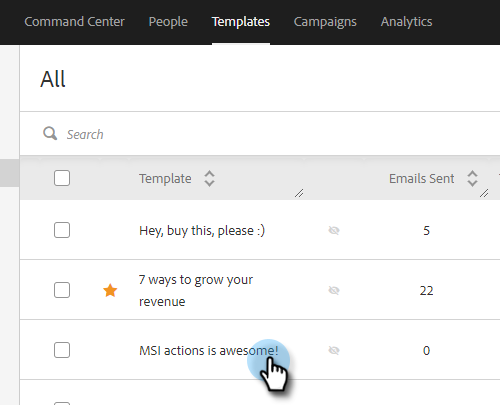 Command Center People Templates Campaigns Analytics
All
Search
Template Emails Sent
Hey, buy this, please :) 5
7 ways to grow your
revenue 22
MSI actions is awesome! 0